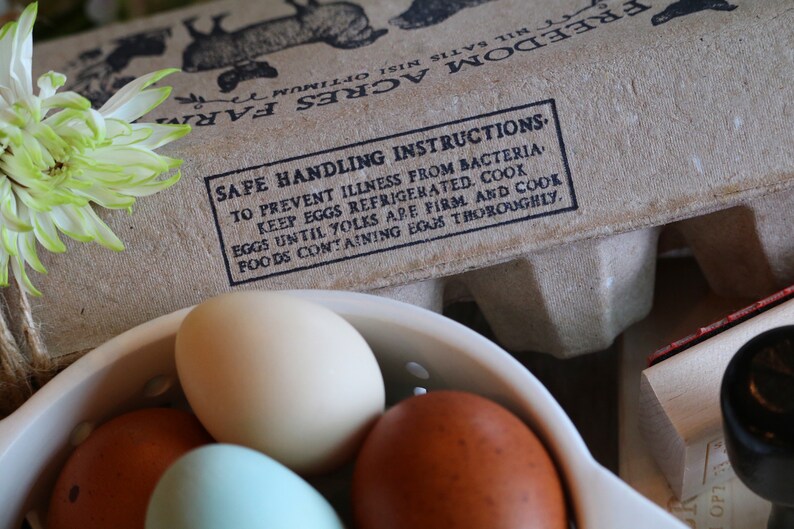 FREEDOM ACRES FARM
NIL SATIS NISI OPTIMUM
SAFE HANDLING INSTRUCTIONS.
TO PREVENT ILLNESS FROM BACTERIA.
KEEP EGGS REFRIGERATED. COOK
EGGS UNTIL YOLKS ARE FIRM AND COOK
FOODS CONTAINING EGGS THOROUGHLY.